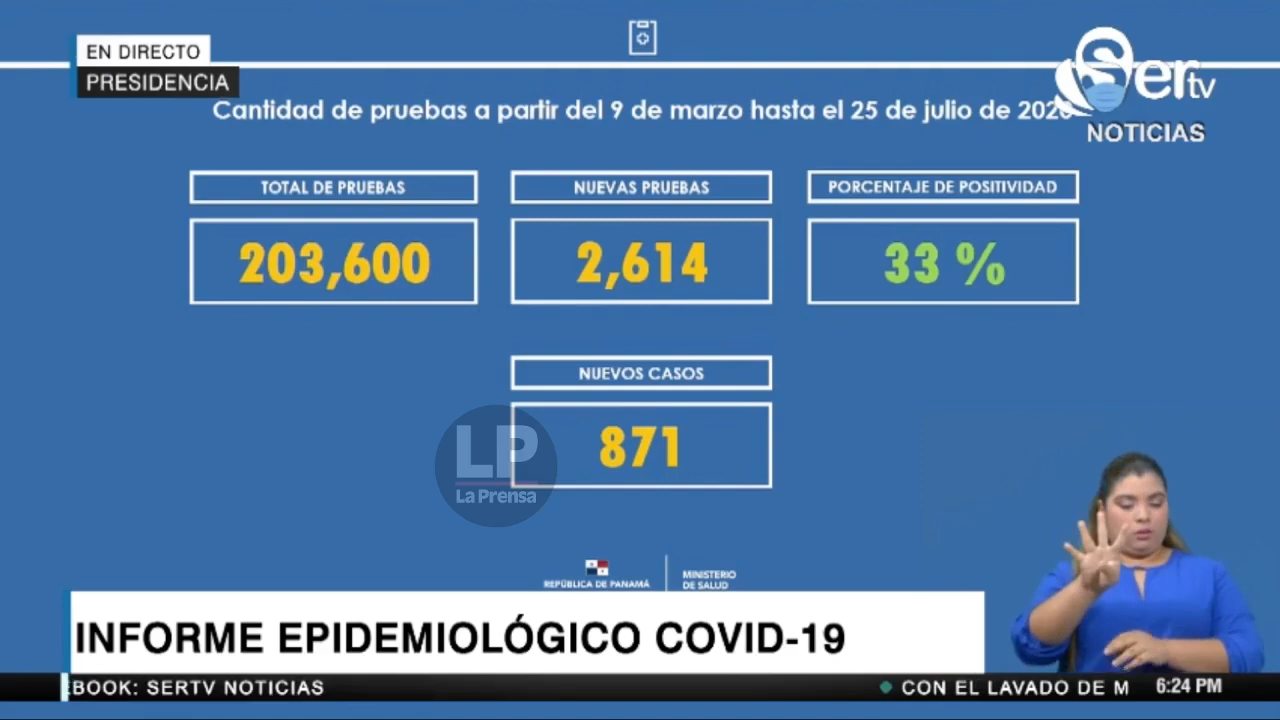 EN DIRECTO
PRESIDENCIA
Ser tv
NOTICIAS
Cantidad de pruebas a partir del 9 de marzo hasta el 25 de julio de 2020
TOTAL DE PRUEBAS
NUEVAS PRUEBAS
PORCENTAJE DE POSITIVIDAD
203,600
2,614
33 %
NUEVOS CASOS
871
LP
La Prensa
REPÚBLICA DE PANAMÁ
MINISTERIO
DE SALUD
INFORME EPIDEMIOLÓGICO COVID-19
EBOOK: SERTV NOTICIAS
CON EL LAVADO DE M
6:24 PM